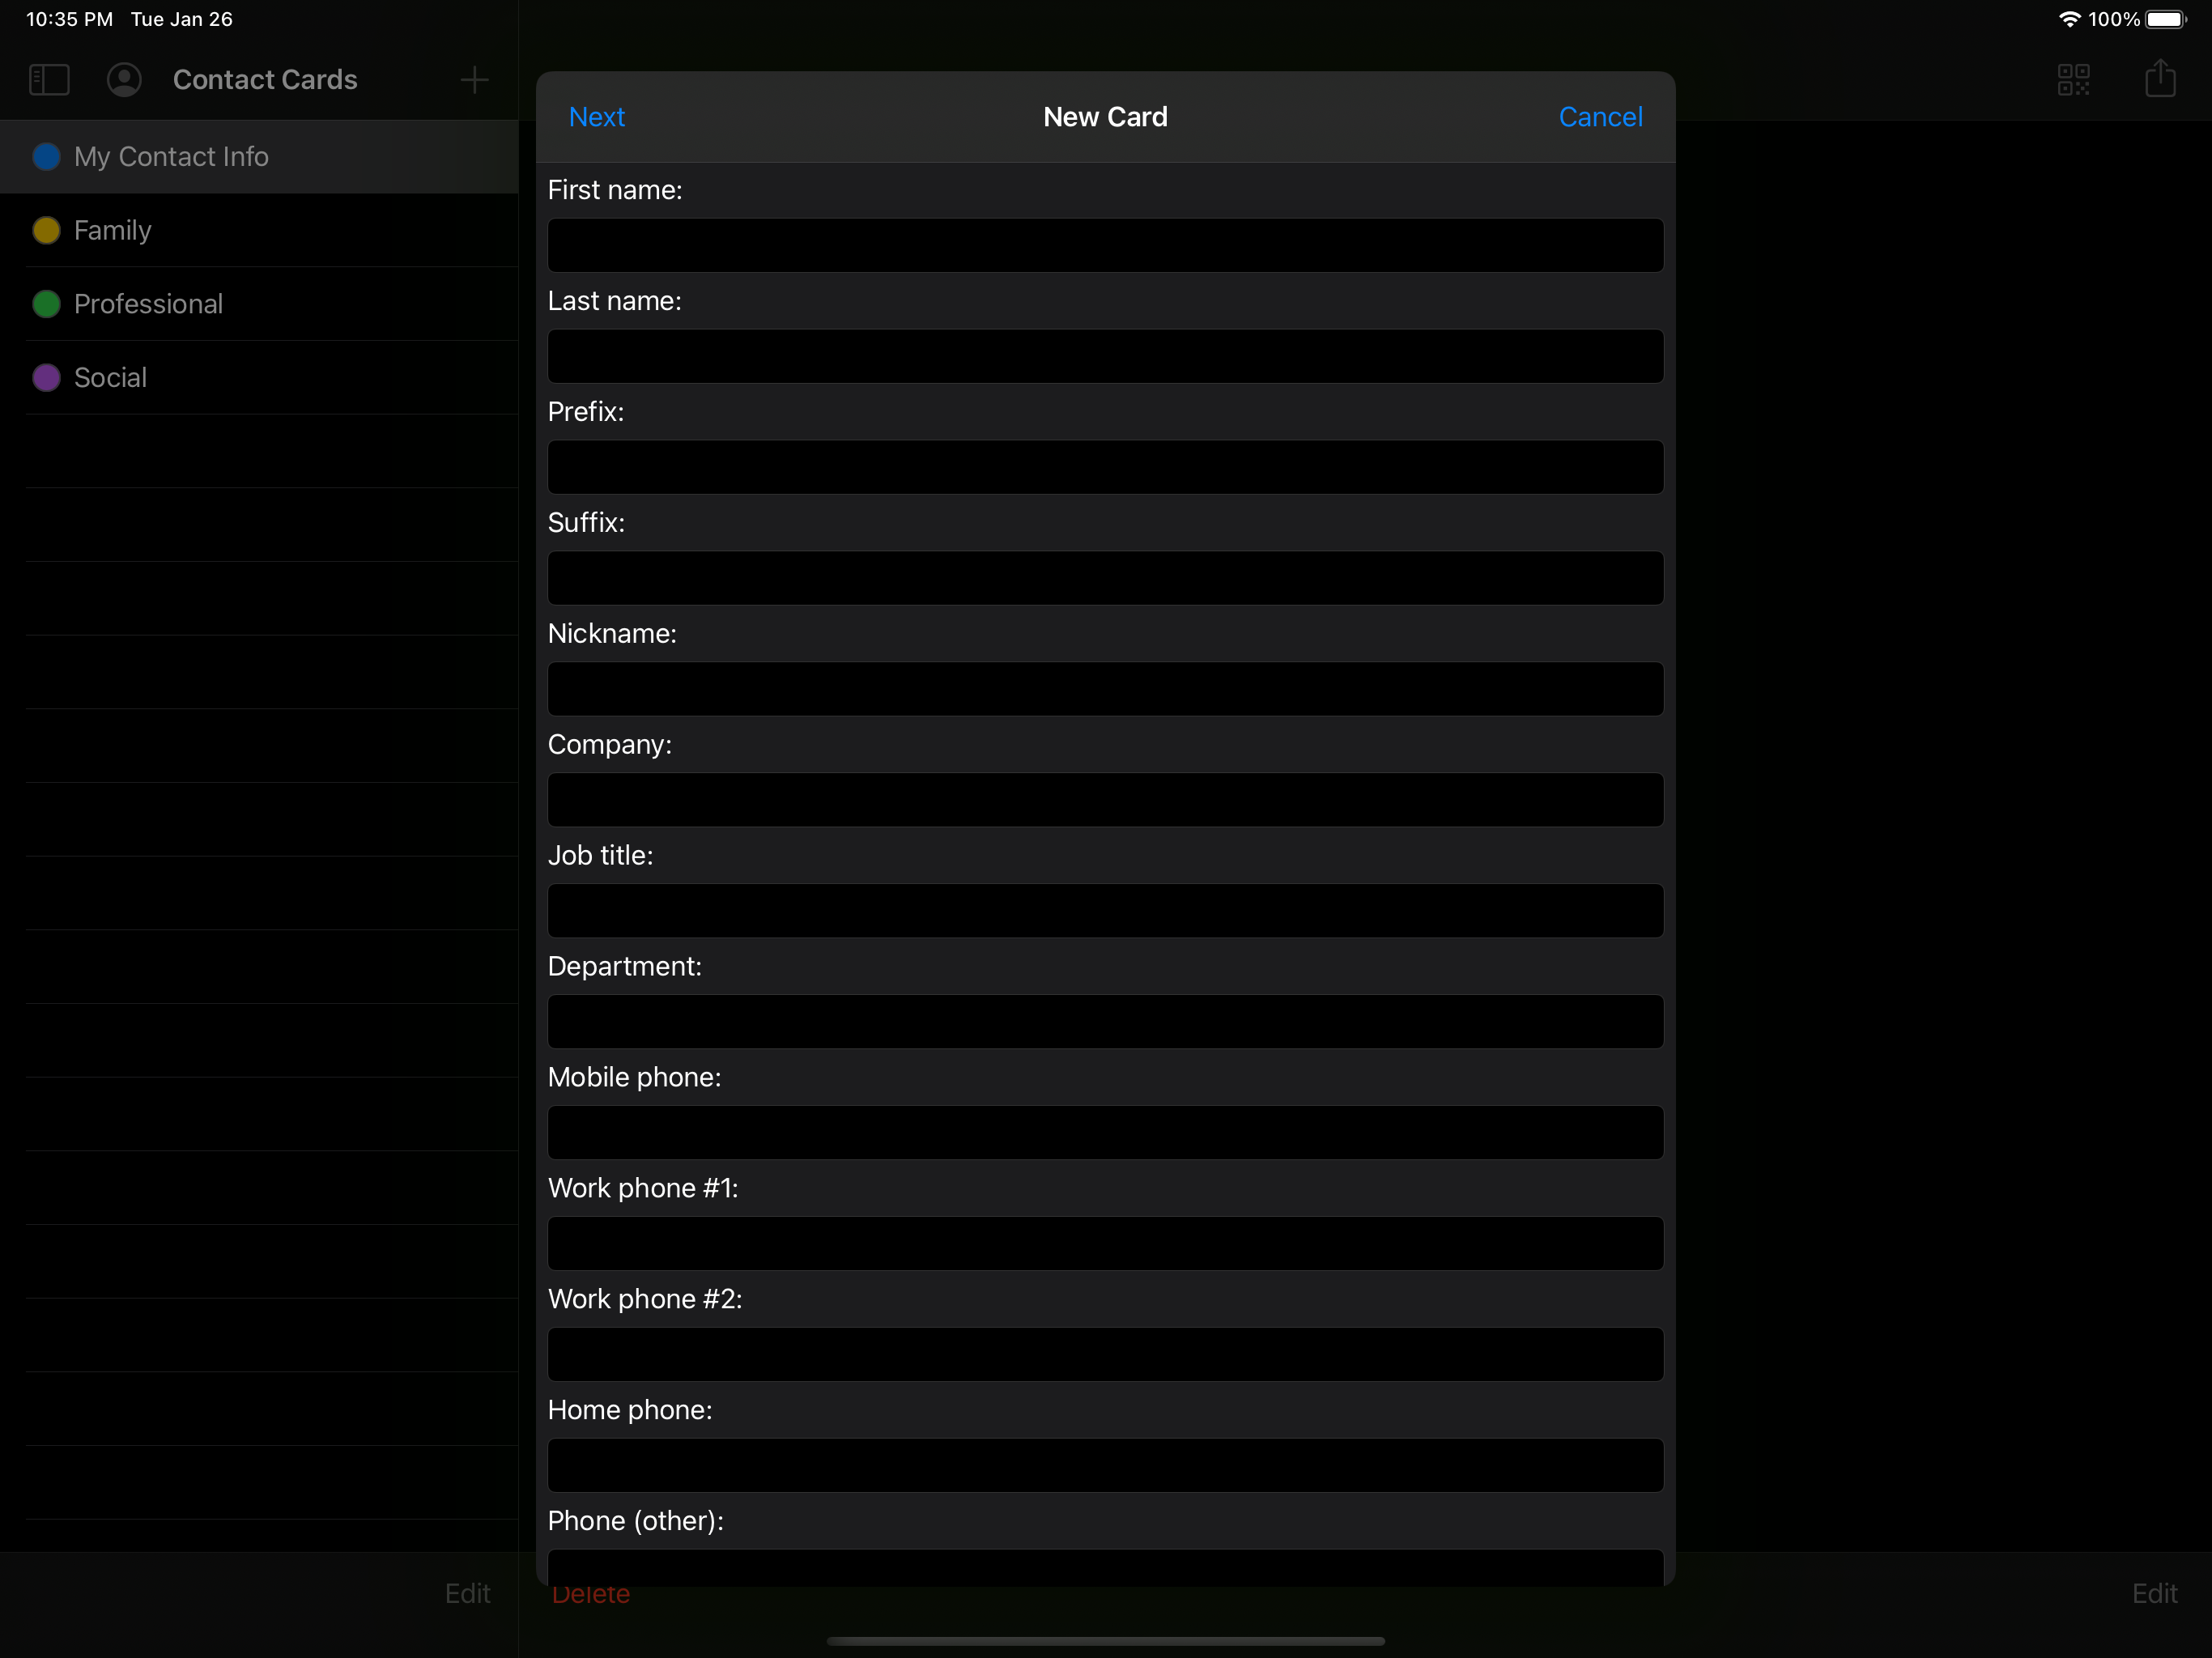 10:35 PM Tue Jan 26
100%
Contact Cards
My Contact Info
Family
Professional
Social
Edit
Next
New Card
Cancel
First name:
Last name:
Prefix:
Suffix:
Nickname:
Company:
Job title:
Department:
Mobile phone:
Work phone #1:
Work phone #2:
Home phone:
Phone (other):
Delete
Edit